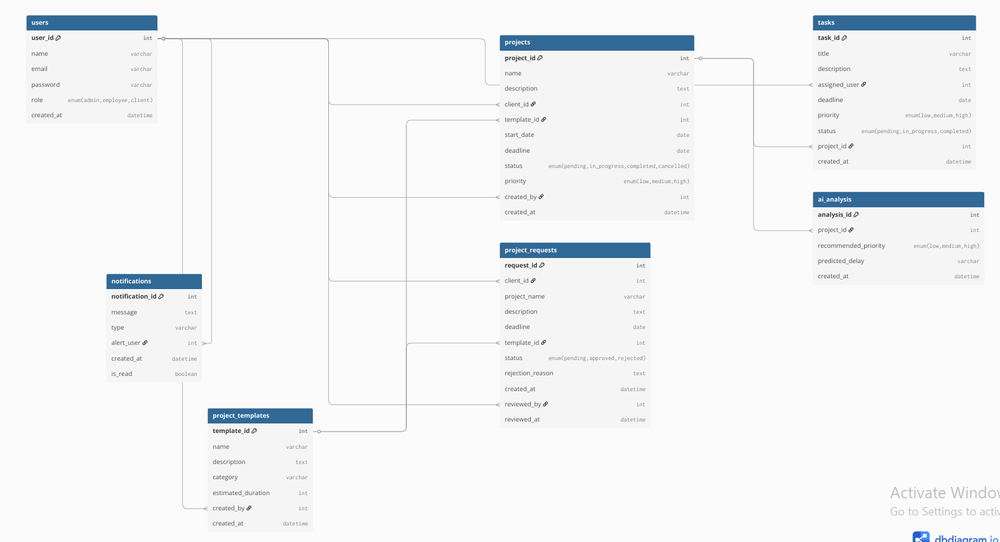 users
user_id int
name varchar
email varchar
password varchar
role enum(admin,employee,client)
created_at datetime
projects
project_id int
name varchar
description text
client_id int
template_id int
start_date date
deadline date
status enum(pending,in_progress,completed,cancelled)
priority enum(low,medium,high)
created_by int
created_at datetime
tasks
task_id int
title varchar
description text
assigned_user int
deadline date
priority enum(low,medium,high)
status enum(pending,in_progress,completed)
project_id int
created_at datetime
ai_analysis
analysis_id int
project_id int
recommended_priority enum(low,medium,high)
predicted_delay varchar
created_at datetime
project_requests
request_id int
client_id int
project_name varchar
description text
deadline date
template_id int
status enum(pending,approved,rejected)
rejection_reason text
created_at datetime
reviewed_by int
reviewed_at datetime
notifications
notification_id int
message text
type varchar
alert_user int
created_at datetime
is_read boolean
project_templates
template_id int
name varchar
description text
category varchar
estimated_duration int
created_by int
created_at datetime
Activate Window
Go to Settings to activ
dbdiagram.io